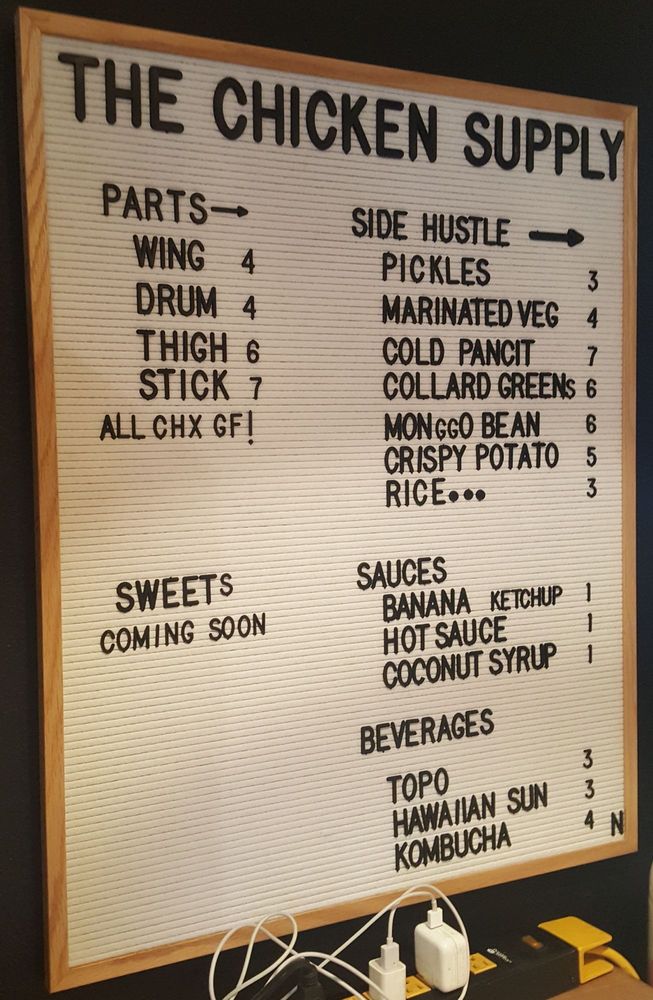 THE CHICKEN SUPPLY
PARTS→
WING 4
DRUM 4
THIGH 6
STICK 7
ALL CHX GF!
SIDE HUSTLE →
PICKLES 3
MARINATED VEG 4
COLD PANCIT 7
COLLARD GREENs 6
MONGGO BEAN 6
CRISPY POTATO 5
RICE••• 3
SWEETS
COMING SOON
SAUCES
BANANA KETCHUP 1
HOT SAUCE 1
COCONUT SYRUP 1
BEVERAGES
TOPO 3
HAWAIIAN SUN 3
KOMBUCHA 4 N